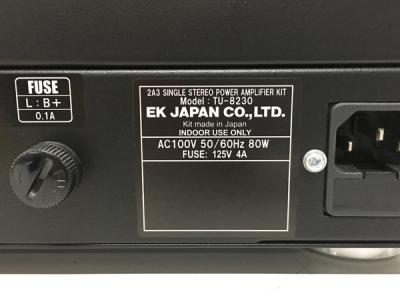 FUSE
L : B+
0.1A
2A3 SINGLE STEREO POWER AMPLIFIER KIT
Model : TU-8230
EK JAPAN CO.,LTD.
Kit made in Japan
INDOOR USE ONLY
AC100V 50/60Hz 80W
FUSE: 125V 4A